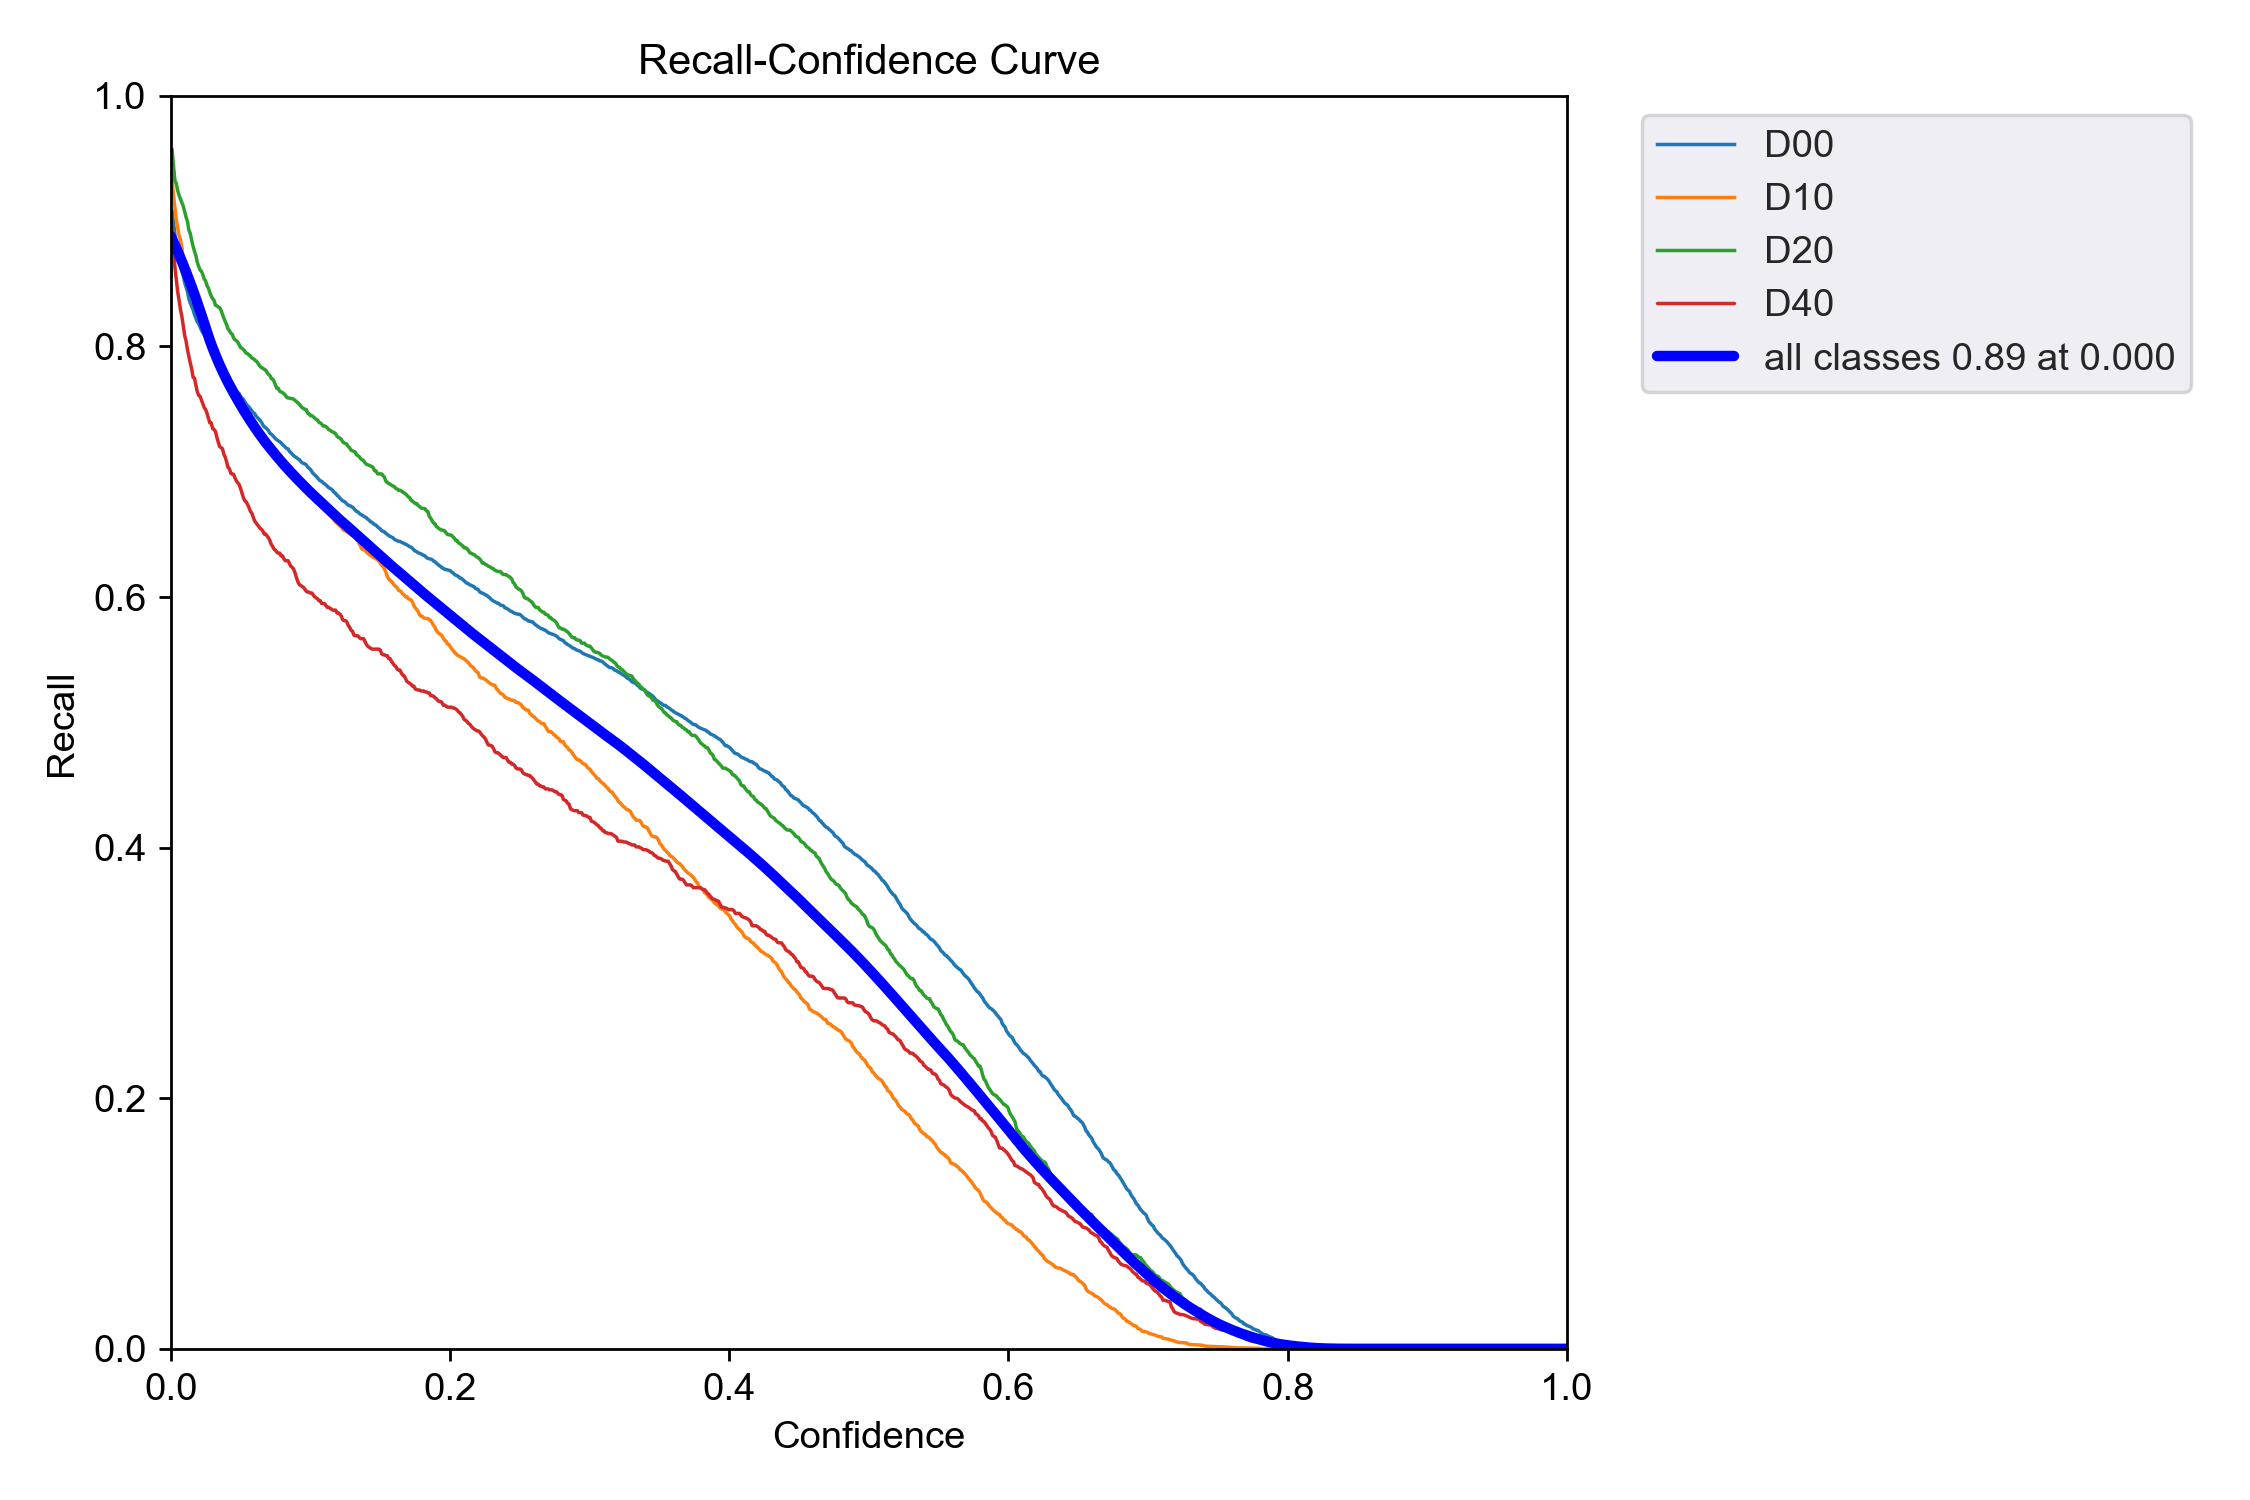 Recall-Confidence Curve
1.0
0.8
0.6
0.4
0.2
0.0
Recall
0.0 0.2 0.4 0.6 0.8 1.0
Confidence
D00
D10
D20
D40
all classes 0.89 at 0.000